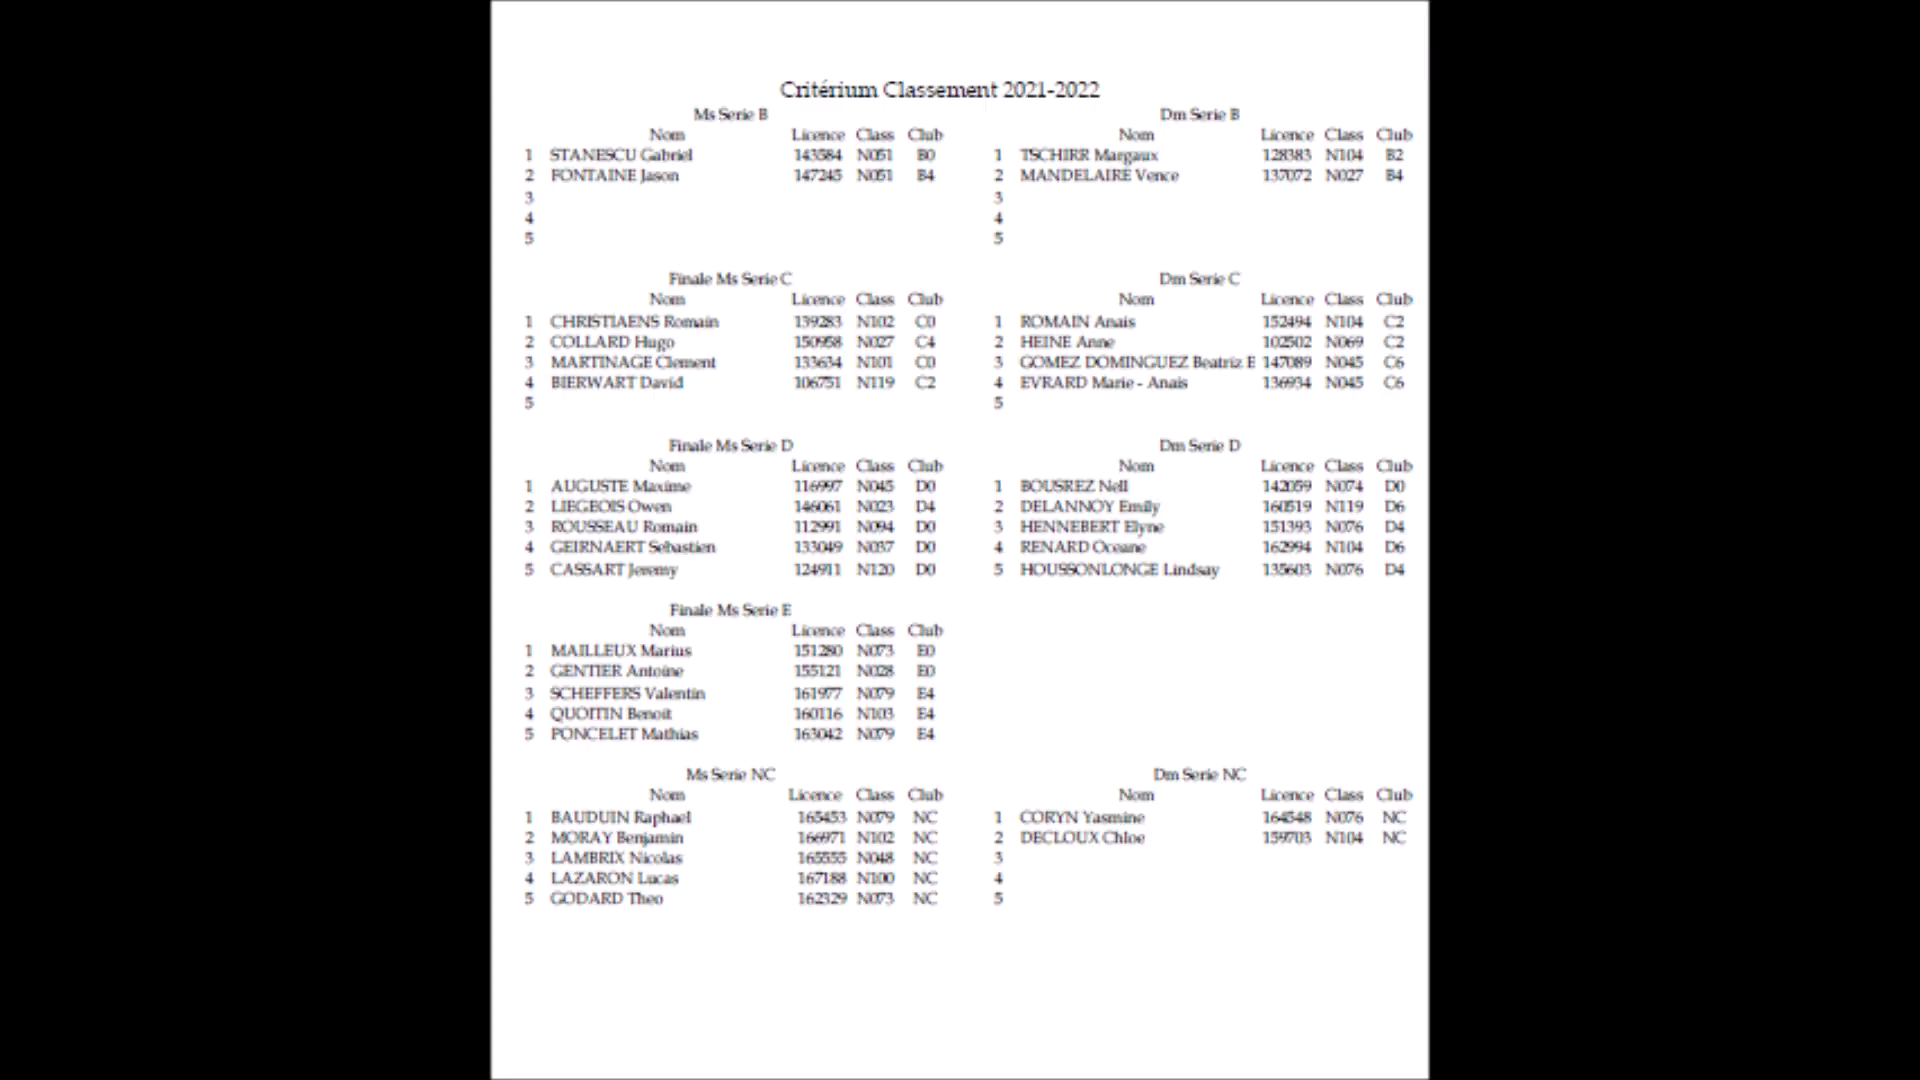 Critérium Classement 2021-2022
Ms Serie B Dm Serie B
Nom Licence Class Club Nom Licence Class Club
1 STANESCU Gabriel 143584 N051 B0 1 TSCHIRR Margaux 128383 N104 B2
2 FONTAINE Jason 147245 N051 B4 2 MANDELAIRE Vence 137072 N027 B4
3 3
4 4
5 5
Finale Ms Serie C Dm Serie C
Nom Licence Class Club Nom Licence Class Club
1 CHRISTIAENS Romain 139283 N102 C0 1 ROMAIN Anais 152494 N104 C2
2 COLLARD Hugo 150958 N027 C4 2 HEINE Anne 102502 N069 C2
3 MARTINAGE Clement 133634 N101 C0 3 GOMEZ DOMINGUEZ Beatriz E 147089 N045 C6
4 BIERWART David 106751 N119 C2 4 EVRARD Marie - Anais 136934 N045 C6
5 5
Finale Ms Serie D Dm Serie D
Nom Licence Class Club Nom Licence Class Club
1 AUGUSTE Maxime 116997 N045 D0 1 BOUSREZ Nell 142059 N074 D0
2 LIEGEOIS Owen 146061 N023 D4 2 DELANNOY Emily 160519 N119 D6
3 ROUSSEAU Romain 112991 N094 D0 3 HENNEBERT Elyne 151393 N076 D4
4 GEIRNAERT Sebastien 133049 N037 D0 4 RENARD Oceane 162994 N104 D6
5 CASSART Jeremy 124911 N120 D0 5 HOUSSONLONGE Lindsay 135603 N076 D4
Finale Ms Serie E
Nom Licence Class Club
1 MAILLEUX Marius 151280 N073 E0
2 GENTIER Antoine 155121 N028 E0
3 SCHEFFERS Valentin 161977 N079 E4
4 QUOITIN Benoit 160116 N103 E4
5 PONCELET Mathias 163042 N079 E4
Ms Serie NC Dm Serie NC
Nom Licence Class Club Nom Licence Class Club
1 BAUDUIN Raphael 165453 N079 NC 1 CORYN Yasmine 164548 N076 NC
2 MORAY Benjamin 166971 N102 NC 2 DECLOUX Chloe 159703 N104 NC
3 LAMBRIX Nicolas 165555 N048 NC 3
4 LAZARON Lucas 167188 N100 NC 4
5 GODARD Theo 162329 N073 NC 5